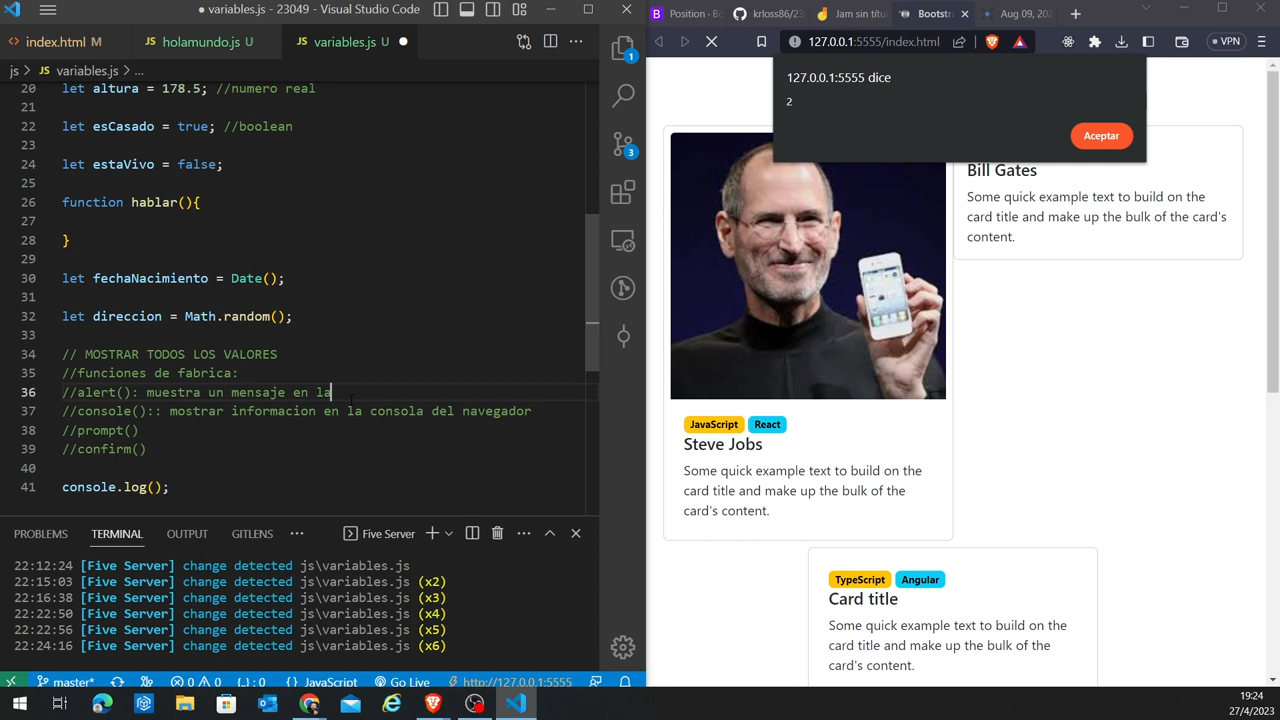 variables.js - 23049 - Visual Studio Code
index.html M
holamundo.js U
variables.js U
js > JS variables.js > ...
20 let altura = 178.5; //numero real
21
22 let esCasado = true; //boolean
23
24 let estaVivo = false;
25
26 function hablar(){
27
28 }
29
30 let fechaNacimiento = Date();
31
32 let direccion = Math.random();
33
34 // MOSTRAR TODOS LOS VALORES
35 //funciones de fabrica:
36 //alert(): muestra un mensaje en la
37 //console():: mostrar informacion en la consola del navegador
38 //prompt()
39 //confirm()
40
41 console.log();
1
3
PROBLEMS TERMINAL OUTPUT GITLENS ... Five Server
22:12:24 [Five Server] change detected js\variables.js
22:15:03 [Five Server] change detected js\variables.js (x2)
22:16:38 [Five Server] change detected js\variables.js (x3)
22:22:50 [Five Server] change detected js\variables.js (x4)
22:22:56 [Five Server] change detected js\variables.js (x5)
22:24:16 [Five Server] change detected js\variables.js (x6)
master* 0 0 {..} : 0 {} JavaScript Go Live http://127.0.0.1:5555
Position · Bo
krloss86/23
Jam sin títu
Bootstr
Aug 09, 202
127.0.0.1:5555/index.html
VPN
127.0.0.1:5555 dice
2
Aceptar
JavaScript React
Steve Jobs
Some quick example text to build on the
card title and make up the bulk of the
card's content.
Bill Gates
Some quick example text to build on the
card title and make up the bulk of the card's
content.
TypeScript Angular
Card title
Some quick example text to build on the
card title and make up the bulk of the
card's content.
19:24
27/4/2023